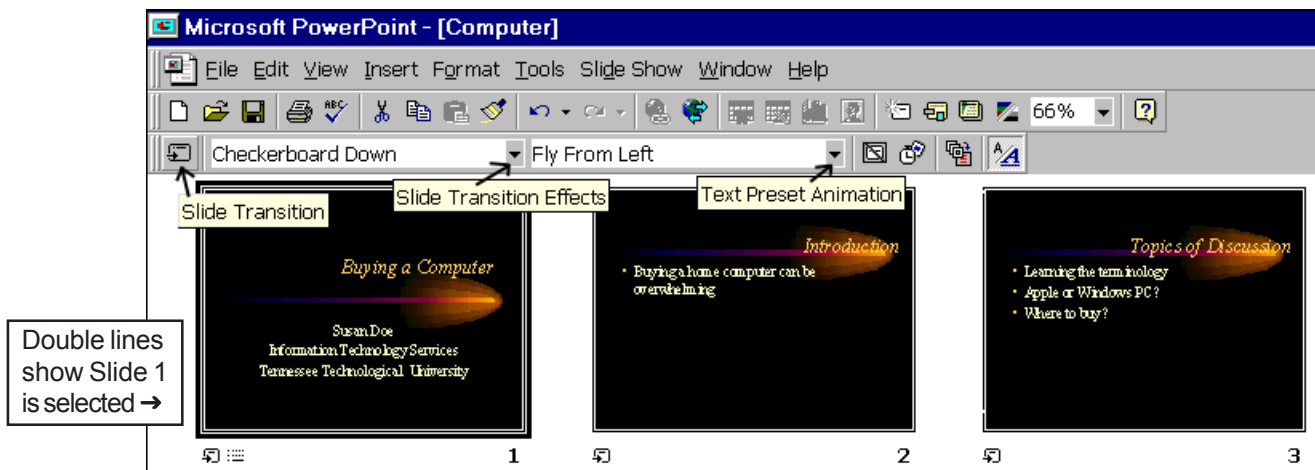 Microsoft PowerPoint - [Computer]
File Edit View Insert Format Tools Slide Show Window Help
ABC 66% ?
Checkerboard Down Fly From Left
Slide Transition
Slide Transition Effects
Text Preset Animation
Double lines
show Slide 1
is selected →
Buying a Computer
Susan Doe
Information Technology Services
Tennessee Technological University
1
Introduction
• Buying a home computer can be
overwhelming
2
Topics of Discussion
• Learning the terminology
• Apple or Windows PC?
• Where to buy?
3